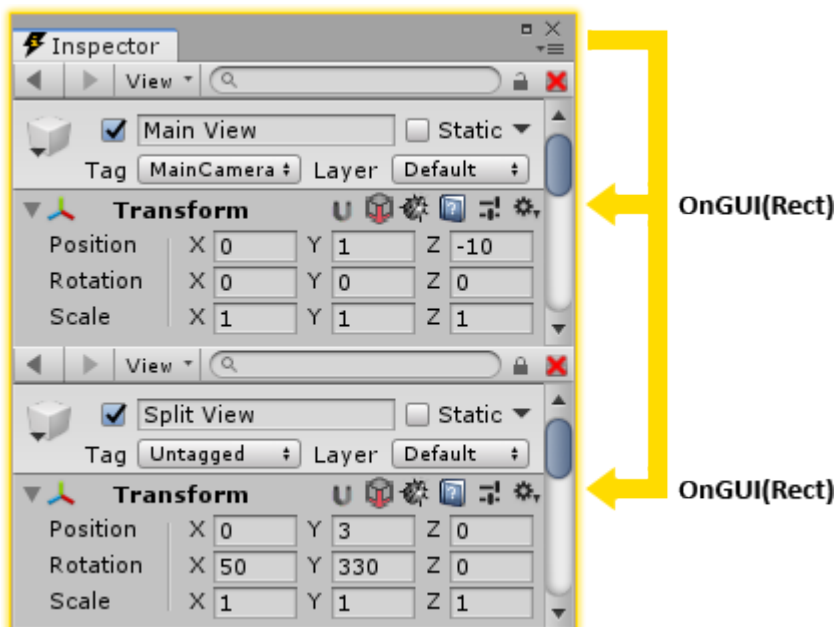 Inspector
View
Main View Static
Tag MainCamera Layer Default
Transform
Position X 0 Y 1 Z -10
Rotation X 0 Y 0 Z 0
Scale X 1 Y 1 Z 1
OnGUI(Rect)
View
Split View Static
Tag Untagged Layer Default
Transform
Position X 0 Y 3 Z 0
Rotation X 50 Y 330 Z 0
Scale X 1 Y 1 Z 1
OnGUI(Rect)